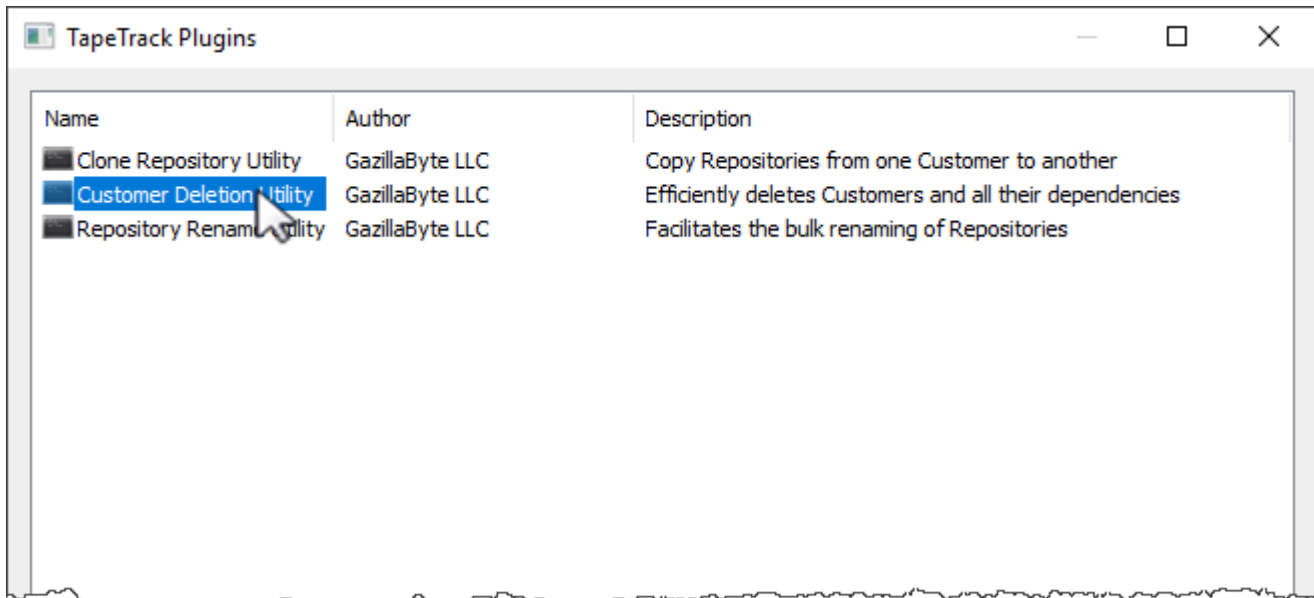 TapeTrack Plugins
Name Author Description
Clone Repository Utility GazillaByte LLC Copy Repositories from one Customer to another
Customer Deletion Utility GazillaByte LLC Efficiently deletes Customers and all their dependencies
Repository Rename Utility GazillaByte LLC Facilitates the bulk renaming of Repositories